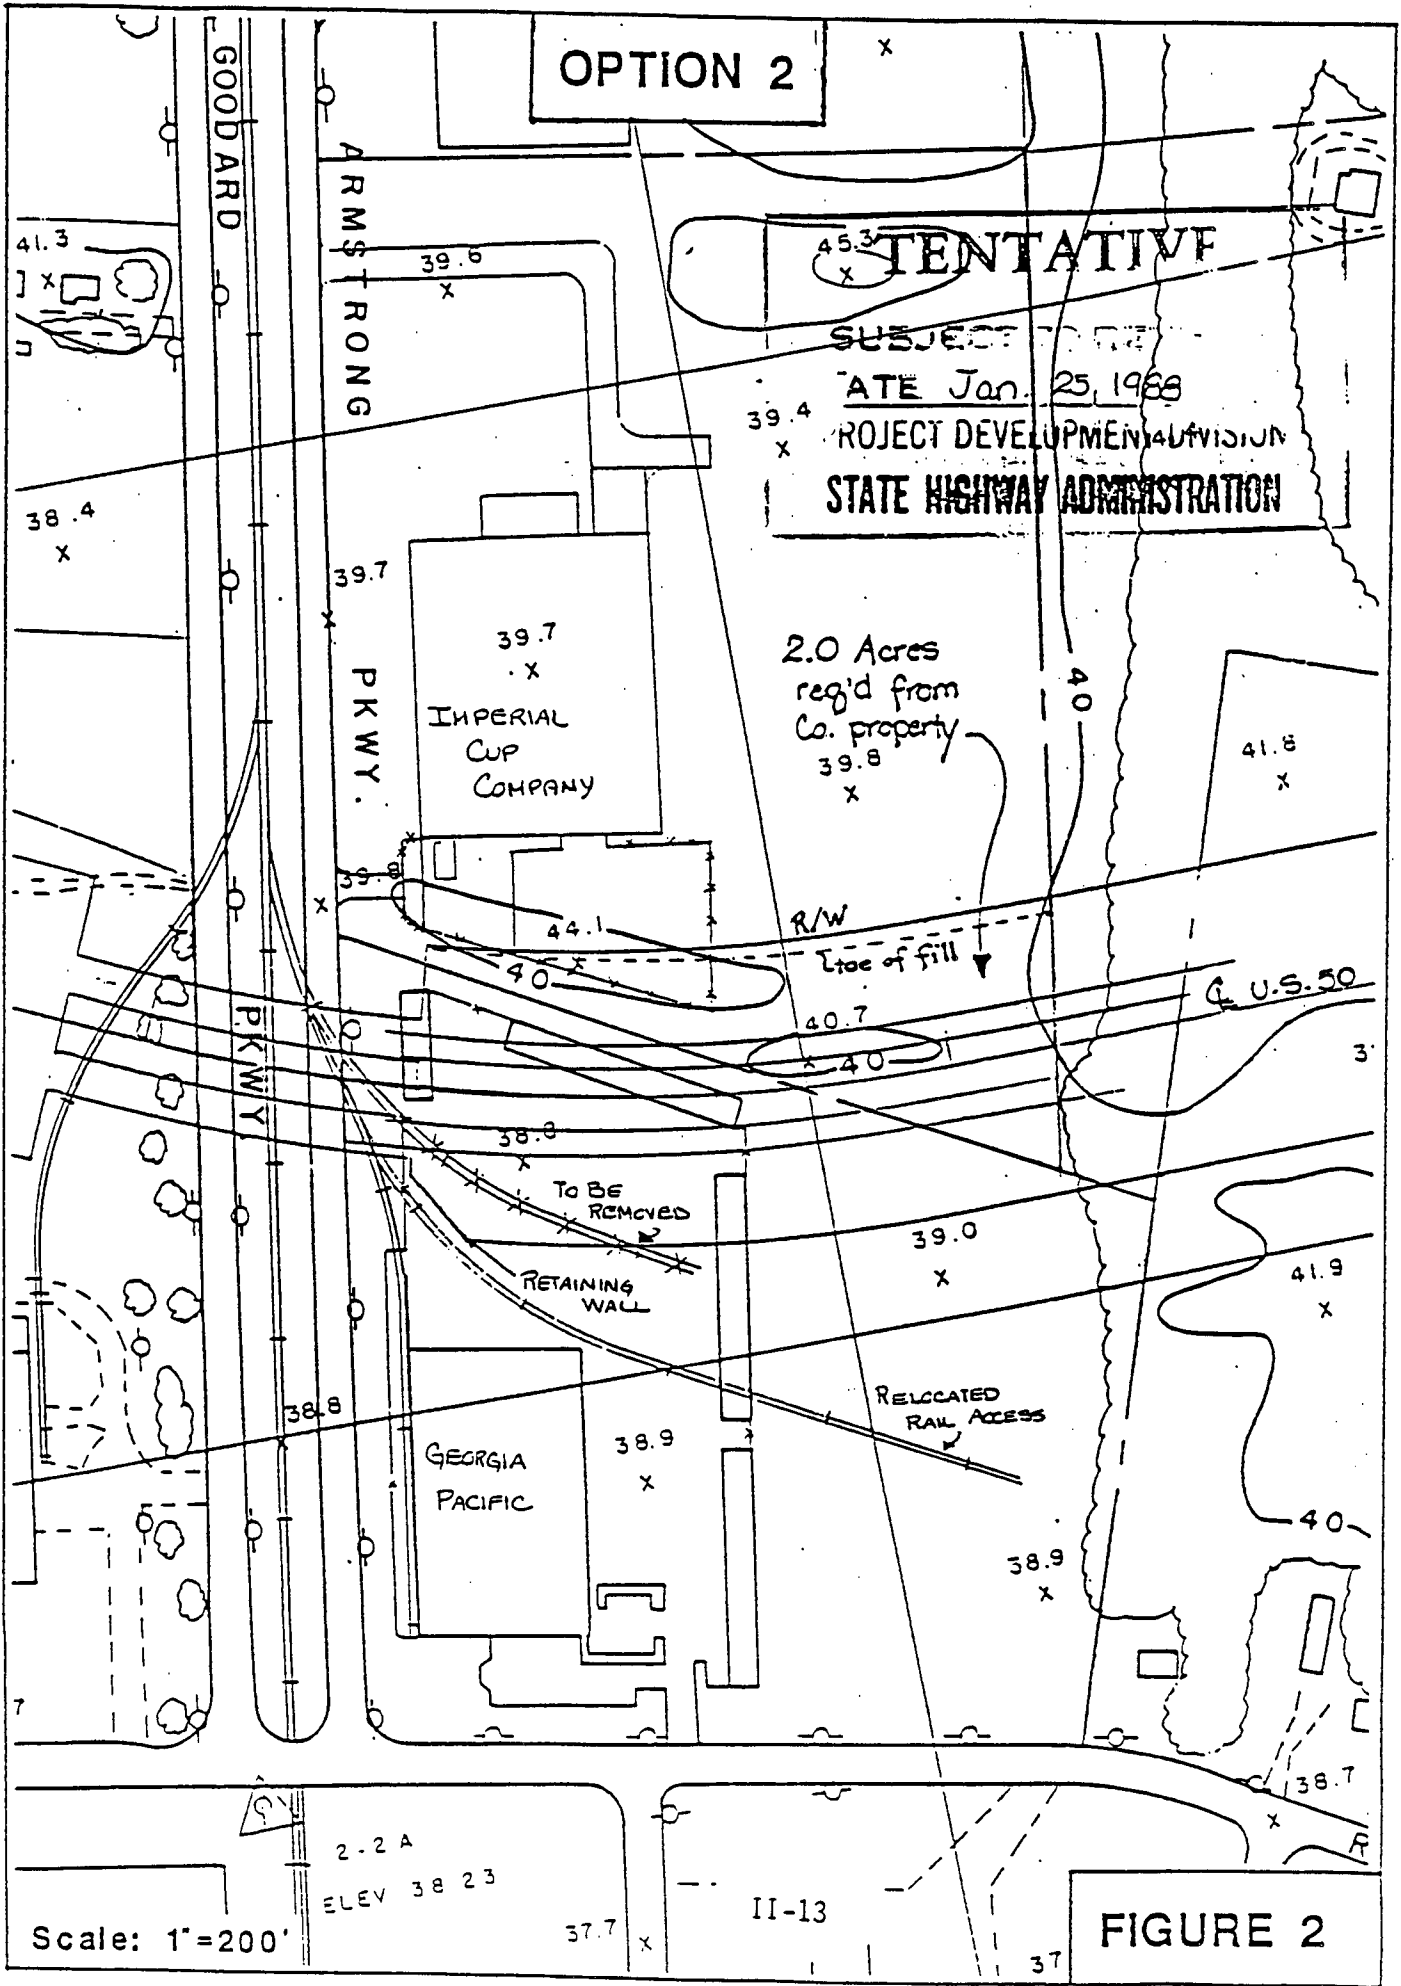 OPTION 2
GOODARD
ARMSTRONG
41.3
39.6
45.3
TENTATIVE
SUBJECT TO RE
ATE Jan. 25, 1988
39.4
ROJECT DEVELOPMENT DIVISION
STATE HIGHWAY ADMINISTRATION
38.4
39.7
39.7
PKWY.
IMPERIAL
CUP
COMPANY
2.0 Acres
req'd from
Co. property
39.8
40
41.8
39.8
44.1
R/W
toe of fill
40
℄ U.S. 50
40.7
40
PKWY
38.8
TO BE
REMOVED
39.0
RETAINING
WALL
41.9
38.8
RELOCATED
RAIL ACCESS
GEORGIA
PACIFIC
38.9
40
38.9
7
38.7
2.2 A
ELEV 38 23
R
II-13
Scale: 1"=200'
37.7
37
FIGURE 2